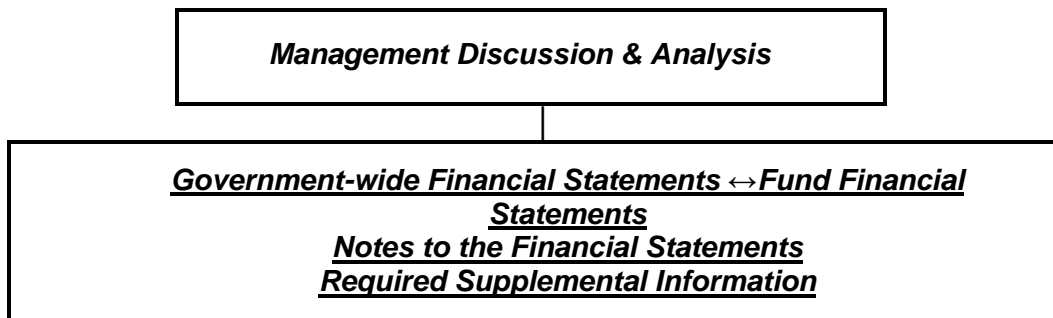 Management Discussion & Analysis
Government-wide Financial Statements ↔Fund Financial
Statements
Notes to the Financial Statements
Required Supplemental Information